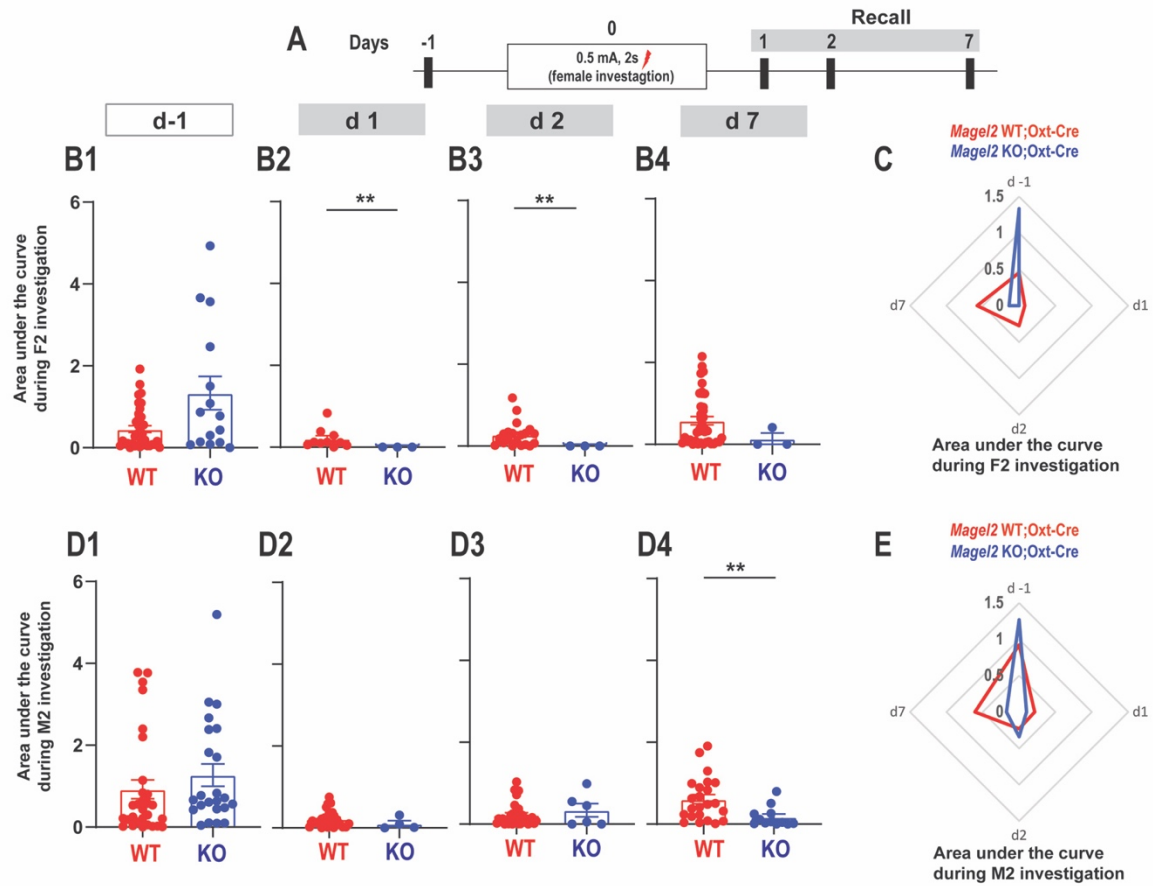 A
Days
-1
0
Recall
1
2
7
0.5 mA, 2s
(female investagtion)
d-1
d 1
d 2
d 7
B1
B2
B3
B4
C
Area under the curve
during F2 investigation
6
4
2
0
**
**
WT
KO
WT
KO
WT
KO
WT
KO
Magel2 WT;Oxt-Cre
Magel2 KO;Oxt-Cre
d -1
1.5
1
0.5
0
d7
d1
d2
Area under the curve
during F2 investigation
D1
D2
D3
D4
E
Area under the curve
during M2 investigation
6
4
2
0
**
WT
KO
WT
KO
WT
KO
WT
KO
Magel2 WT;Oxt-Cre
Magel2 KO;Oxt-Cre
d -1
1.5
1
0.5
0
d7
d1
d2
Area under the curve
during M2 investigation